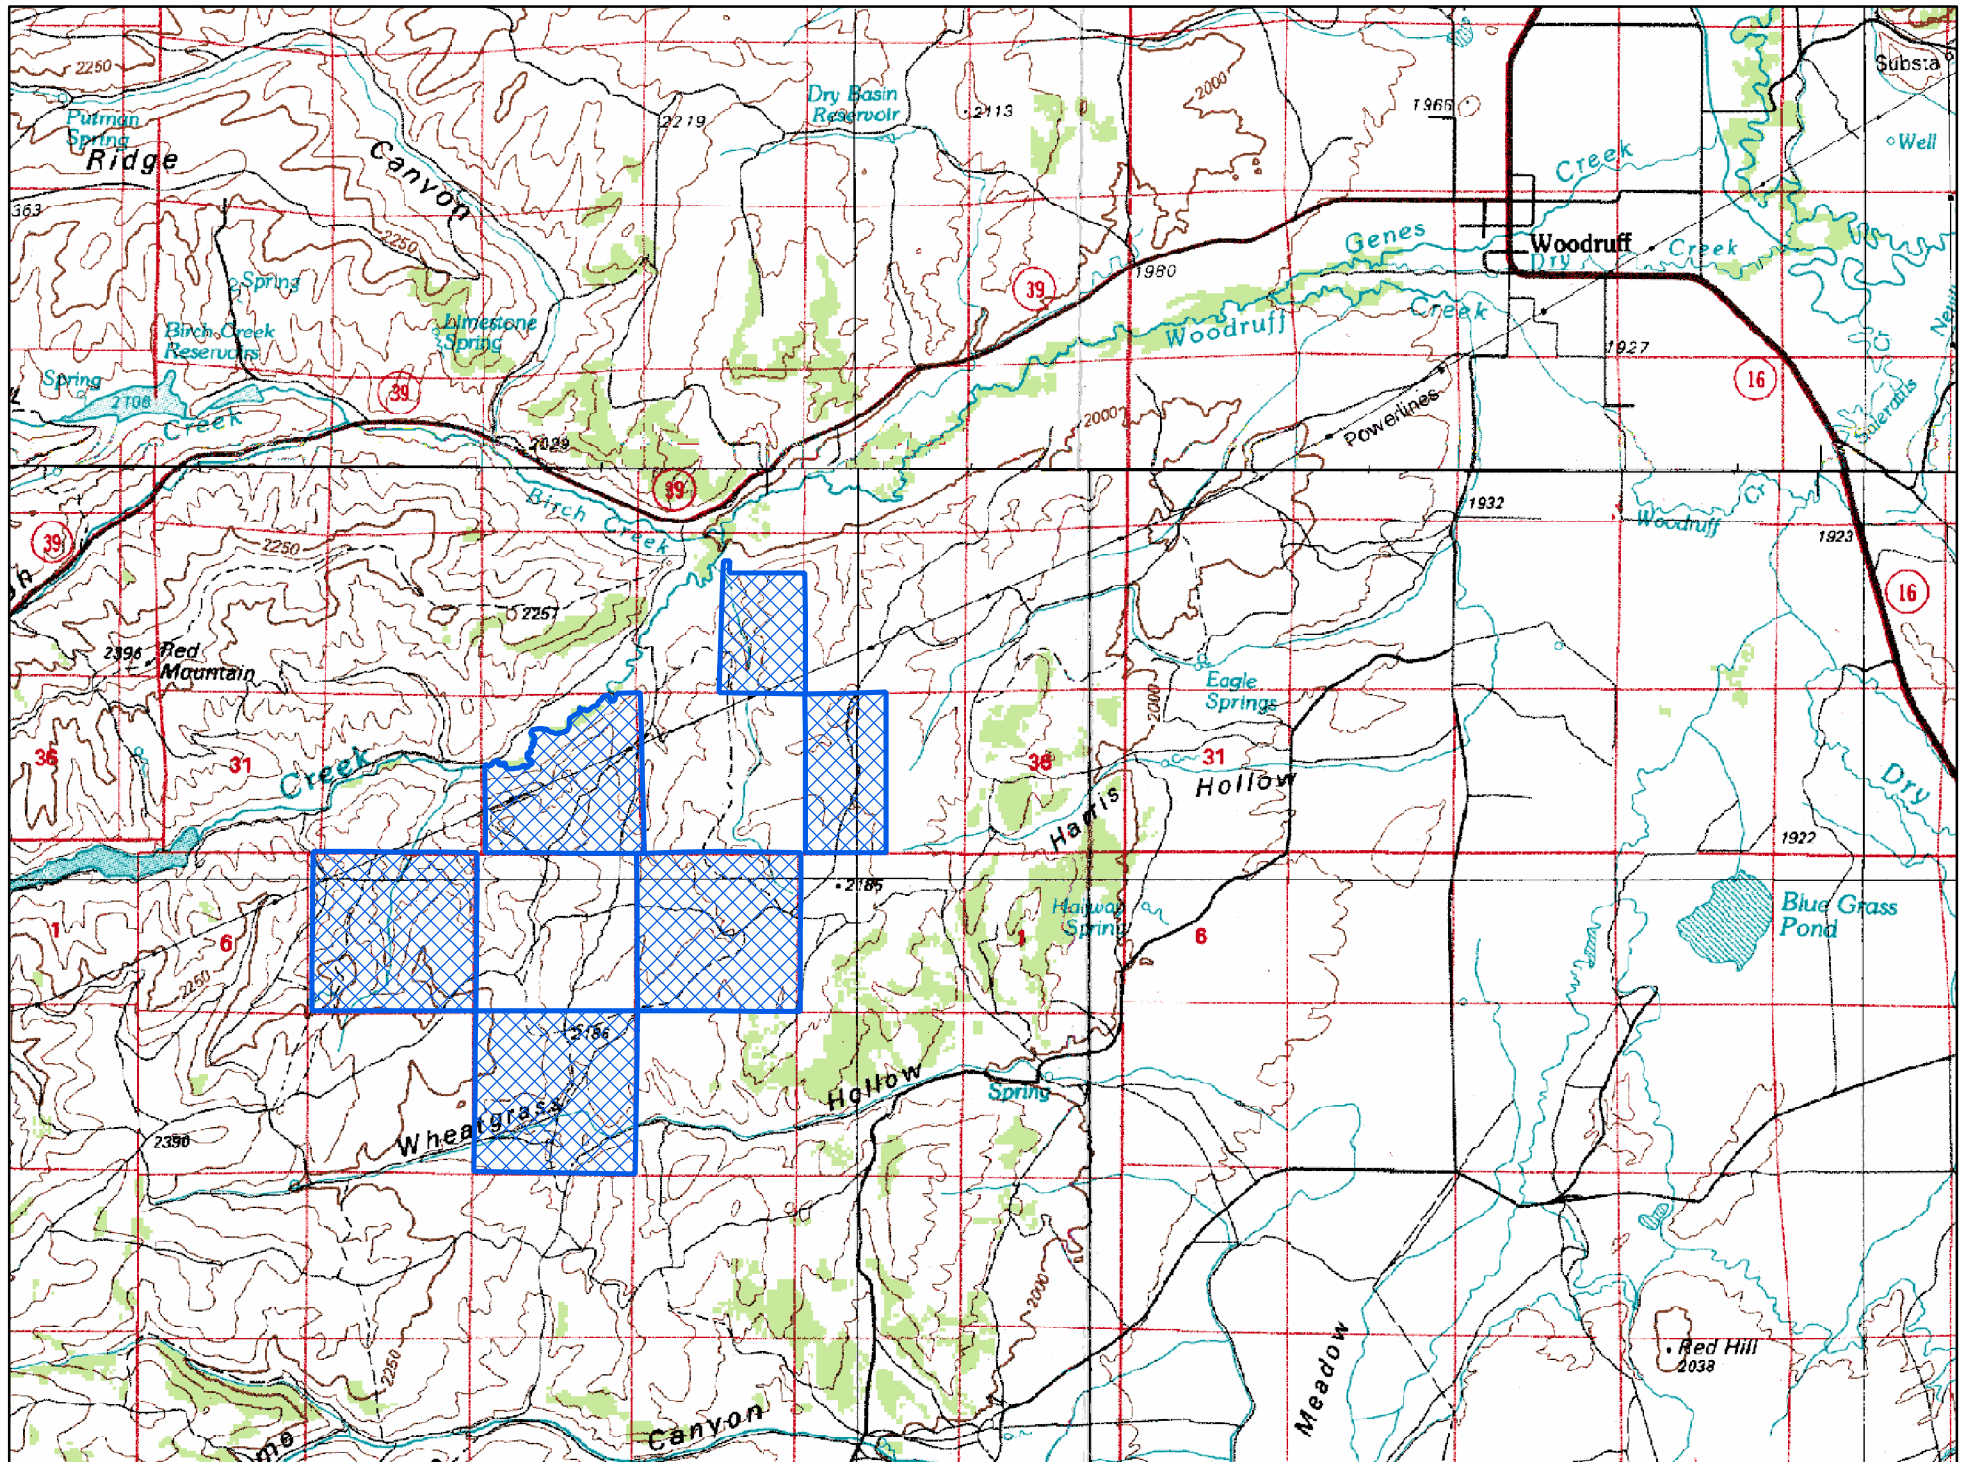 2250
Putman
Spring
Ridge
Canyon
363
2250
Spring
Birch Creek
Reservoirs
Limestone
Spring
Spring
2100
Creek
39
2029
2219
Dry Basin
Reservoir
2113
2000
1966
Substa
Well
Creek
Genes
Woodruff
Dry
Creek
1980
39
Woodruff
Creek
1927
16
Saleratus
Powerlines
2000
39
Birch Creek
39
2250
2257
2396
Red
Mountain
1932
Woodruff
Cr
1923
16
Eagle
Springs
2000
36
31
Creek
36
31
Harris
Hollow
Dry
1922
2185
1
6
2250
Spring
1
6
Blue Grass
Pond
2186
Wheatgrass
Hollow
Spring
2390
2000
2250
Red Hill
2038
Meadow
Canyon